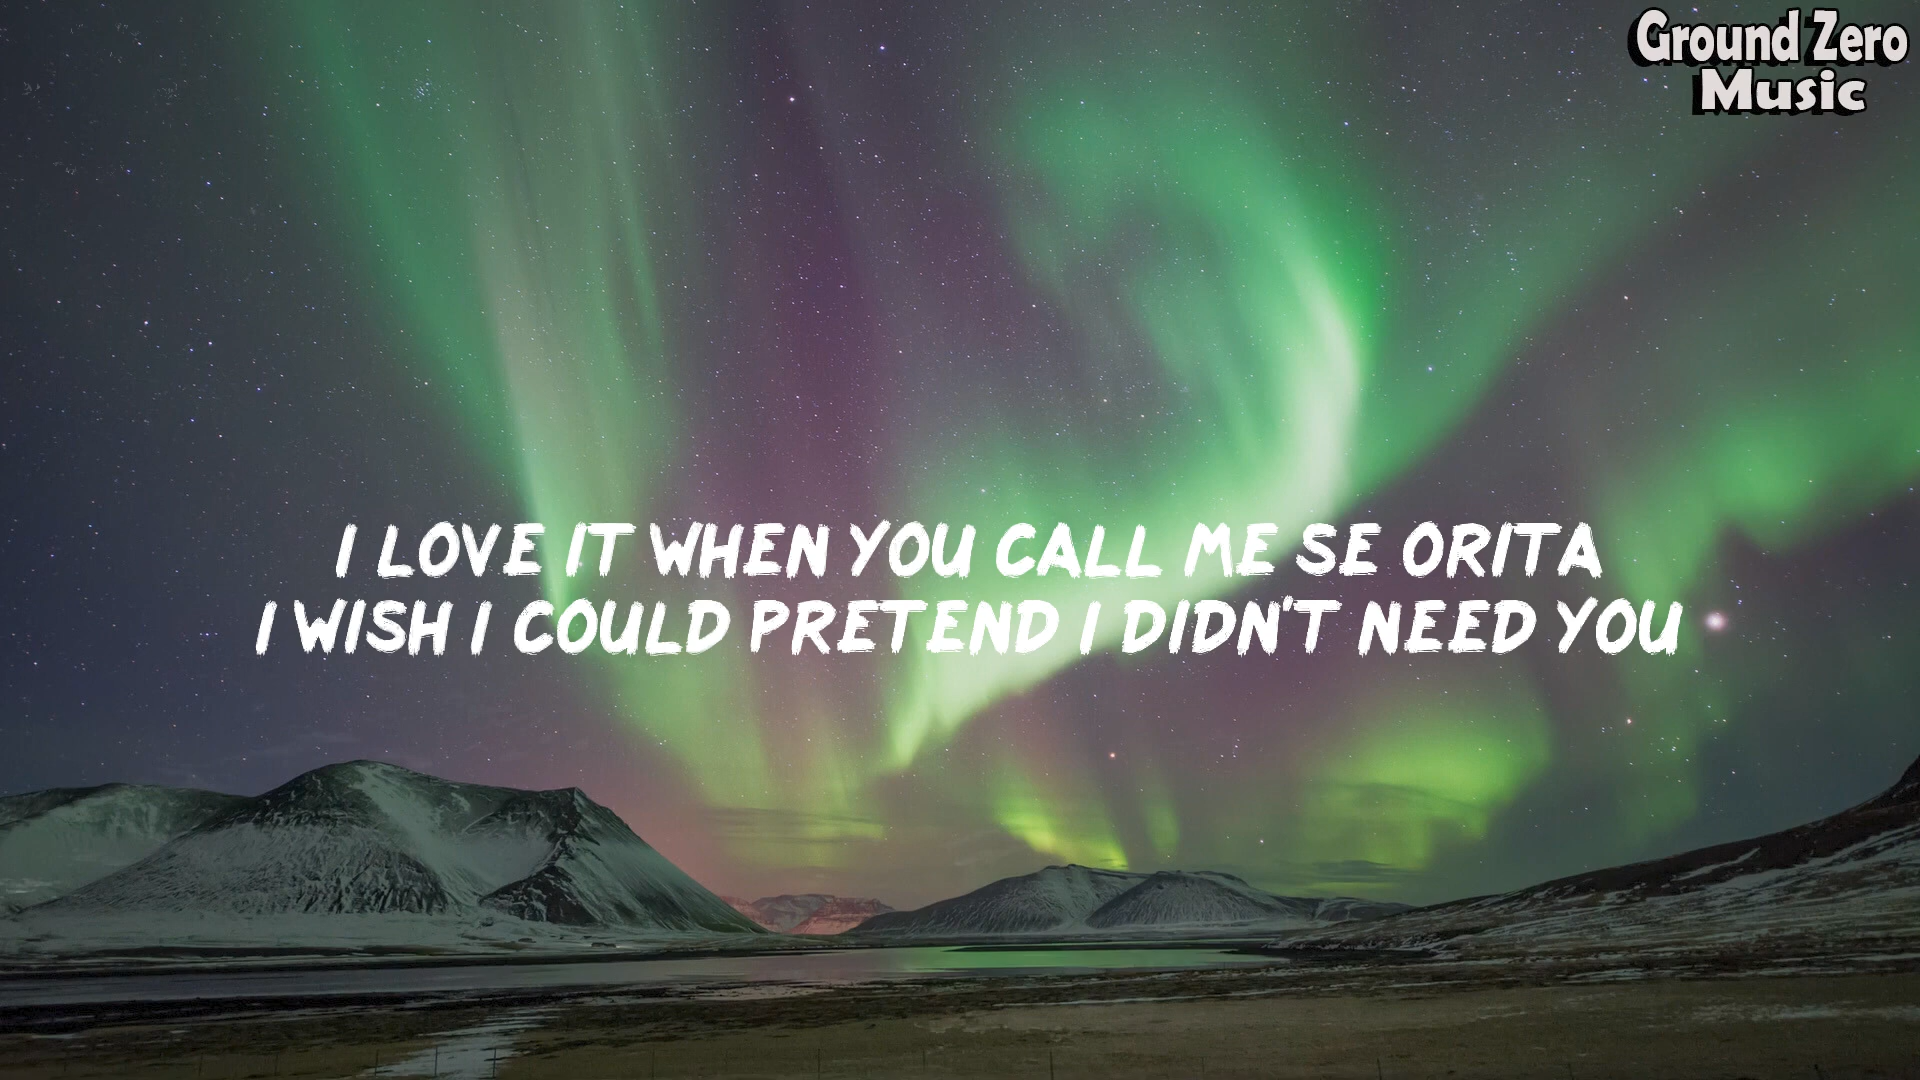 Ground Zero
Music
I LOVE IT WHEN YOU CALL ME SE ORITA
I WISH I COULD PRETEND I DIDN'T NEED YOU